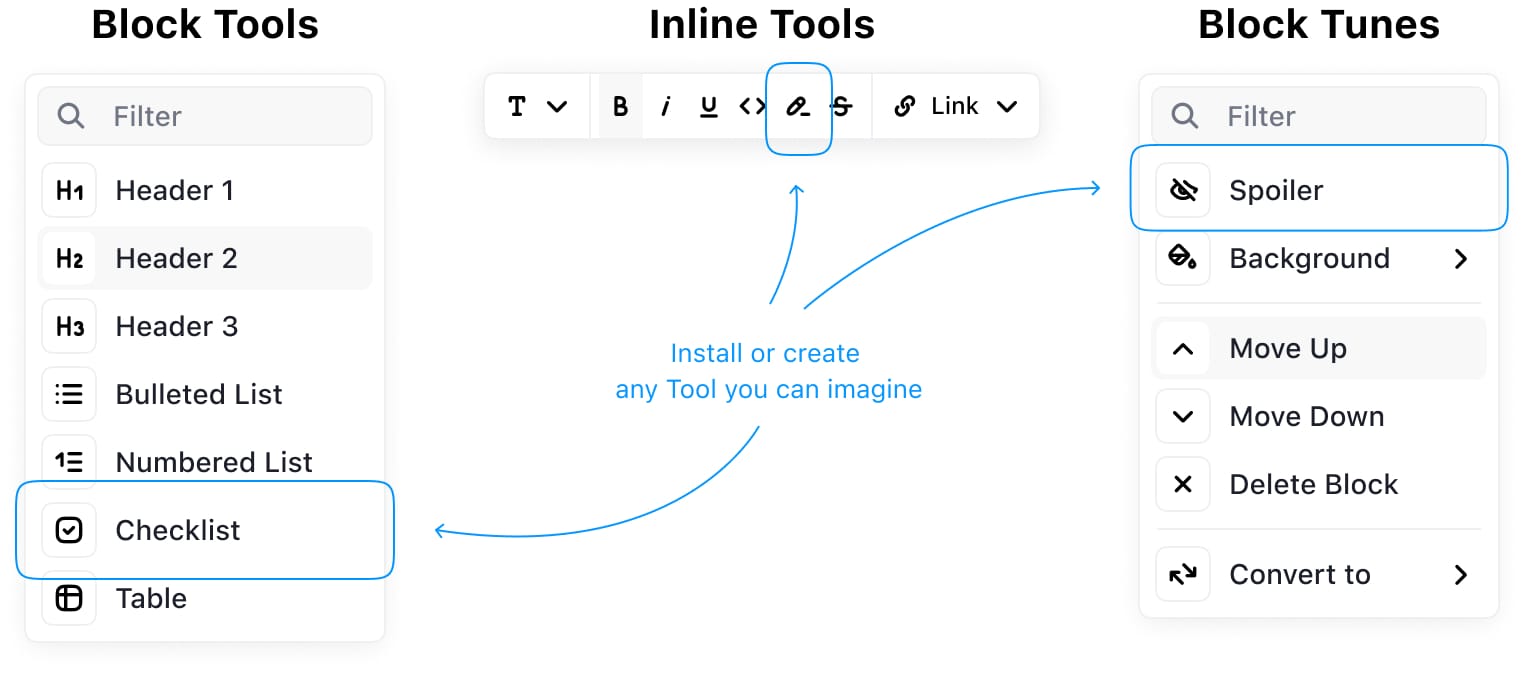 Block Tools
Filter
H1 Header 1
H2 Header 2
H3 Header 3
Bulleted List
Numbered List
Checklist
Table
Inline Tools
T B i U <> S Link
Install or create
any Tool you can imagine
Block Tunes
Filter
Spoiler
Background
Move Up
Move Down
Delete Block
Convert to